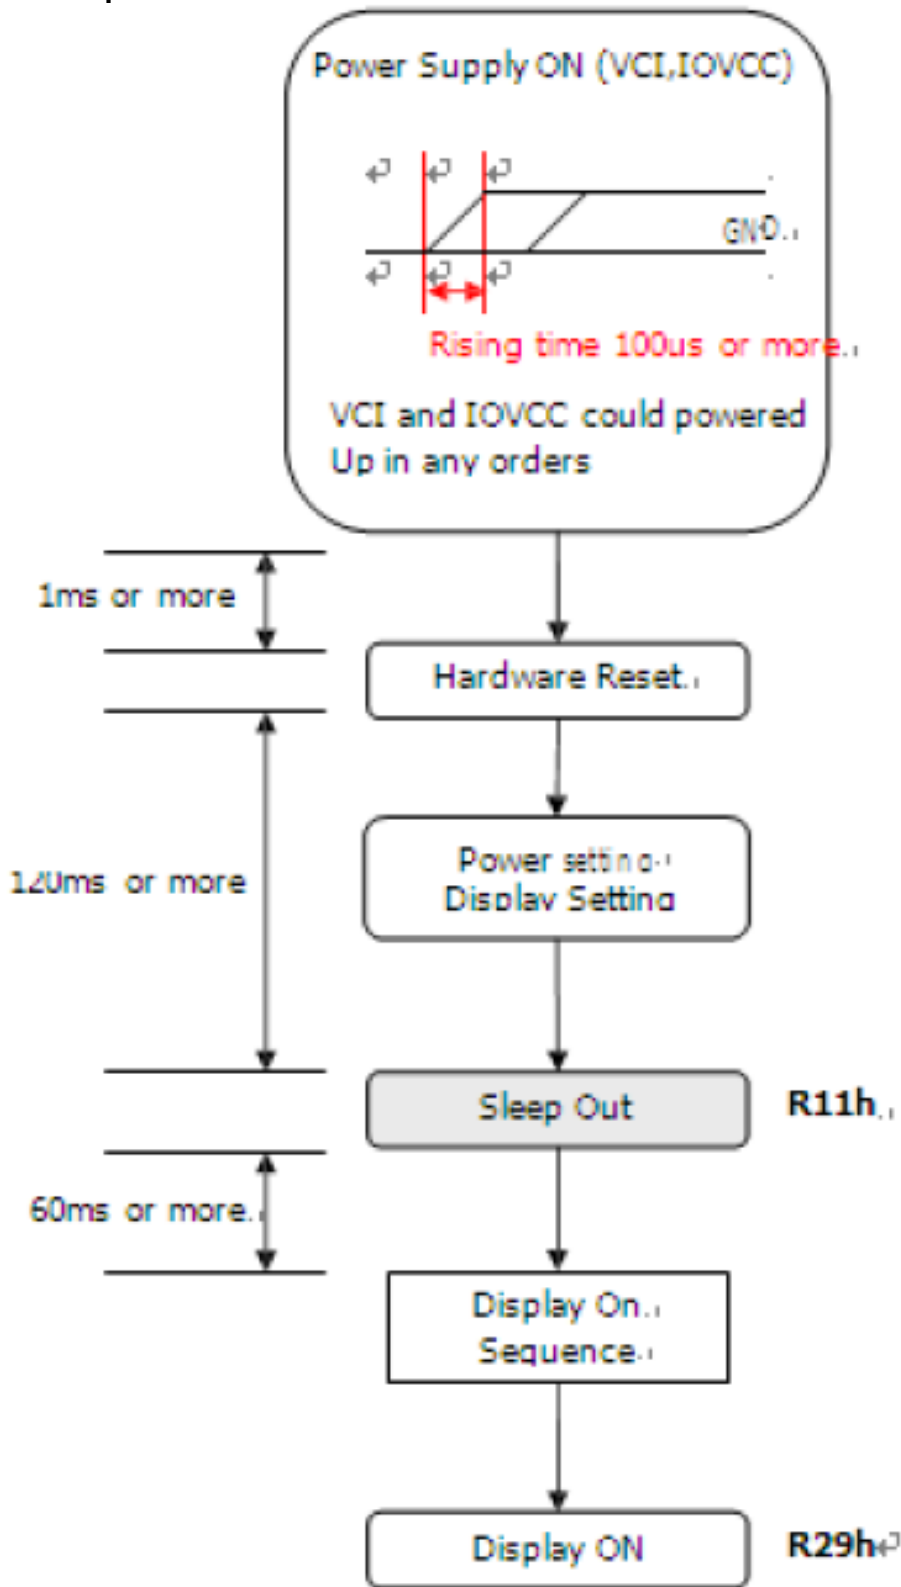 Power Supply ON (VCI,IOVCC)
GND
Rising time 100us or more
VCI and IOVCC could powered
Up in any orders
1ms or more
Hardware Reset
Power setting
Display Setting
120ms or more
Sleep Out
R11h
60ms or more
Display On
Sequence
Display ON
R29h